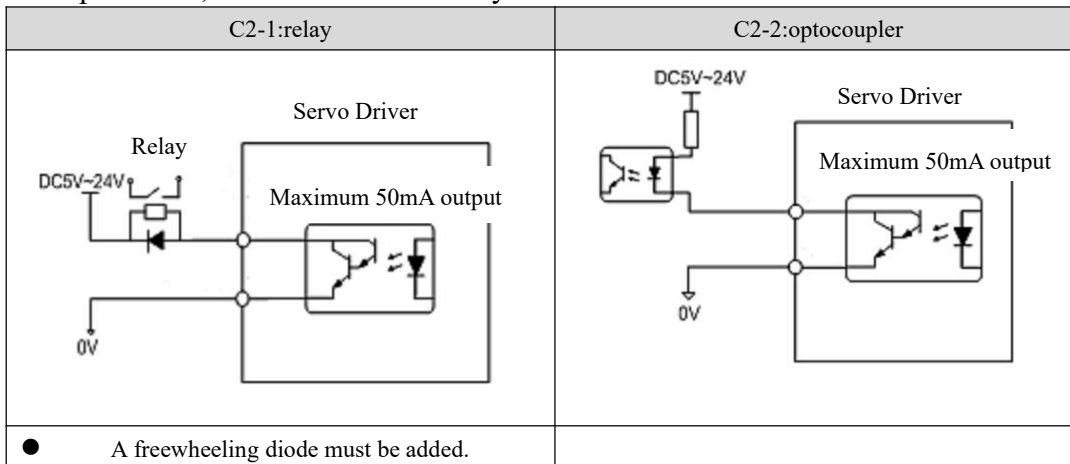 C2-1:relay
C2-2:optocoupler
Servo Driver
Relay
DC5V~24V
Maximum 50mA output
0V
DC5V~24V
Servo Driver
Maximum 50mA output
0V
● A freewheeling diode must be added.